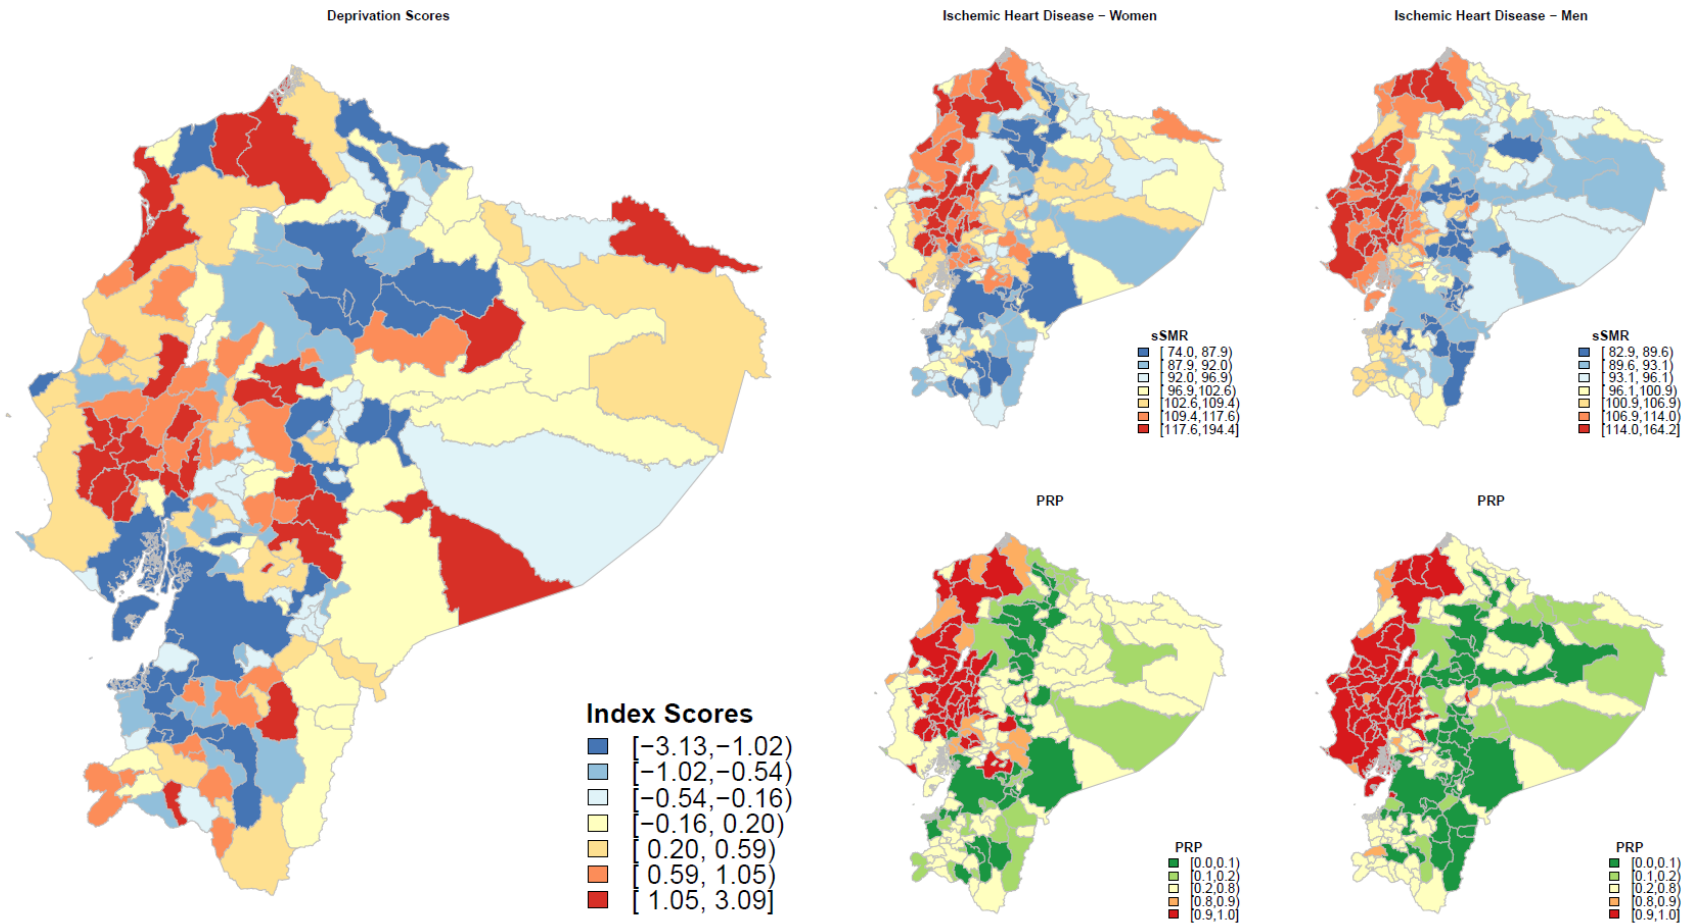 Deprivation Scores
Index Scores
[−3.13,−1.02)
[−1.02,−0.54)
[−0.54,−0.16)
[−0.16, 0.20)
[ 0.20, 0.59)
[ 0.59, 1.05)
[ 1.05, 3.09]
Ischemic Heart Disease − Women
sSMR
[ 74.0, 87.9)
[ 87.9, 92.0)
[ 92.0, 96.9)
[ 96.9,102.6)
[102.6,109.4)
[109.4,117.6)
[117.6,194.4]
Ischemic Heart Disease − Men
sSMR
[ 82.9, 89.6)
[ 89.6, 93.1)
[ 93.1, 96.1)
[ 96.1,100.9)
[100.9,106.9)
[106.9,114.0)
[114.0,164.2]
PRP
PRP
[0.0,0.1)
[0.1,0.2)
[0.2,0.8)
[0.8,0.9)
[0.9,1.0]
PRP
PRP
[0.0,0.1)
[0.1,0.2)
[0.2,0.8)
[0.8,0.9)
[0.9,1.0]